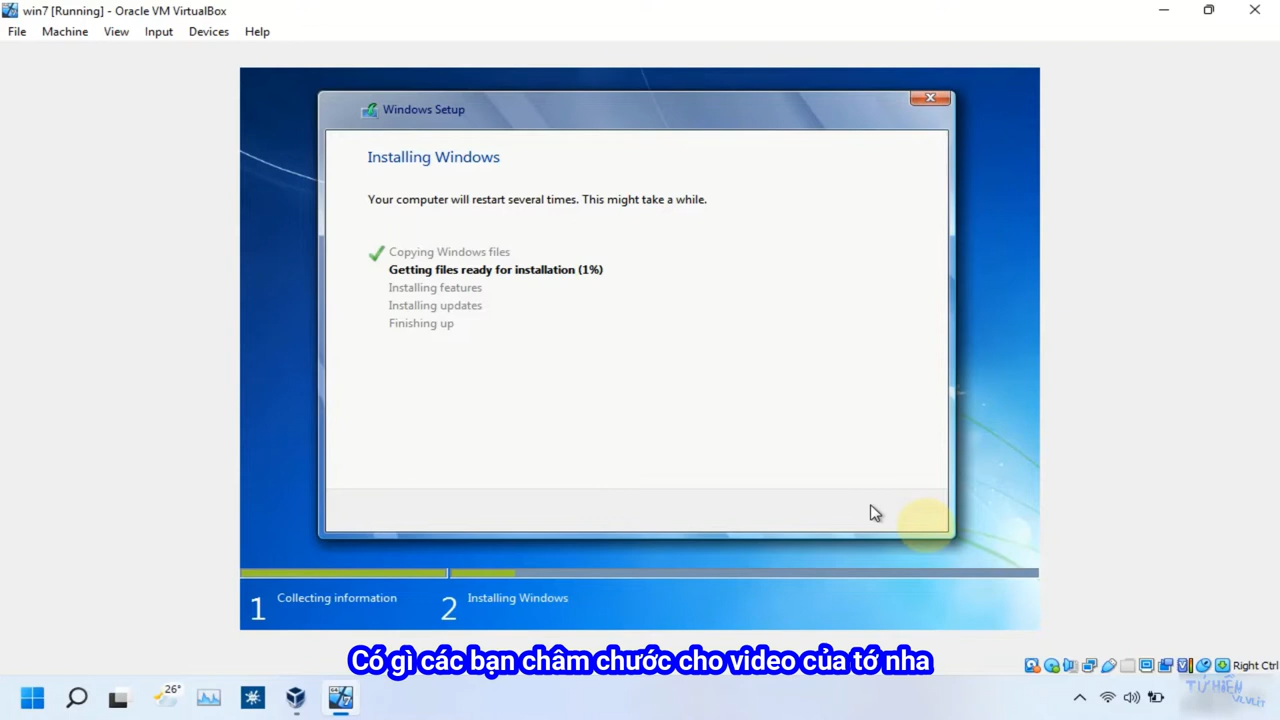 win7 [Running] - Oracle VM VirtualBox
File Machine View Input Devices Help
Windows Setup
Installing Windows
Your computer will restart several times. This might take a while.
Copying Windows files
Getting files ready for installation (1%)
Installing features
Installing updates
Finishing up
1 Collecting information 2 Installing Windows
Có gì các bạn châm chước cho video của tớ nha
Right Ctrl
26°
TỰ HIỀN